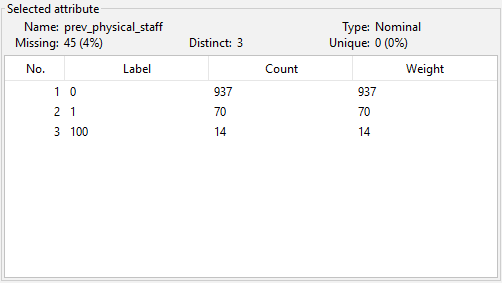 Selected attribute
Name: prev_physical_staff Type: Nominal
Missing: 45 (4%) Distinct: 3 Unique: 0 (0%)
No. Label Count Weight
1 0 937 937
2 1 70 70
3 100 14 14